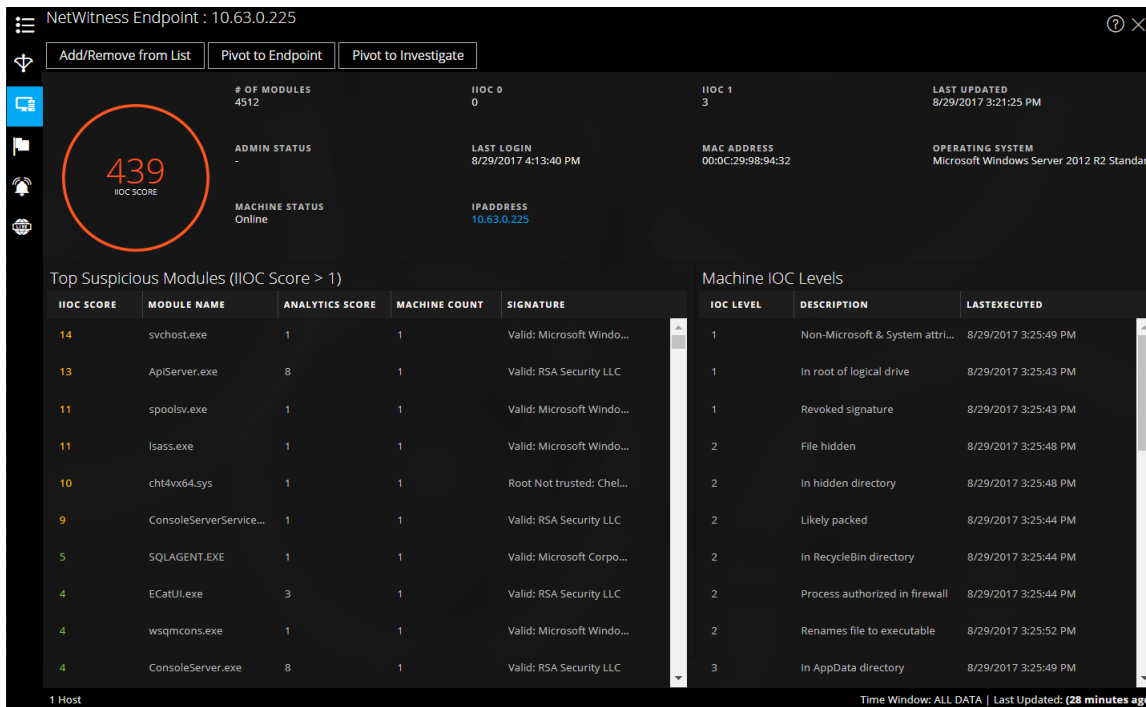 NetWitness Endpoint : 10.63.0.225
Add/Remove from List Pivot to Endpoint Pivot to Investigate
439
IIOC SCORE
# OF MODULES
4512
IIOC 0
0
IIOC 1
3
LAST UPDATED
8/29/2017 3:21:25 PM
ADMIN STATUS
-
LAST LOGIN
8/29/2017 4:13:40 PM
MAC ADDRESS
00:0C:29:98:94:32
OPERATING SYSTEM
Microsoft Windows Server 2012 R2 Standar
MACHINE STATUS
Online
IPADDRESS
10.63.0.225
Top Suspicious Modules (IIOC Score > 1)
IIOC SCORE MODULE NAME ANALYTICS SCORE MACHINE COUNT SIGNATURE
14 svchost.exe 1 1 Valid: Microsoft Windo...
13 ApiServer.exe 8 1 Valid: RSA Security LLC
11 spoolsv.exe 1 1 Valid: Microsoft Windo...
11 lsass.exe 1 1 Valid: Microsoft Windo...
10 cht4vx64.sys 1 1 Root Not trusted: Chel...
9 ConsoleServerService... 1 1 Valid: RSA Security LLC
5 SQLAGENT.EXE 1 1 Valid: Microsoft Corpo...
4 ECatUI.exe 3 1 Valid: RSA Security LLC
4 wsqmcons.exe 1 1 Valid: Microsoft Windo...
4 ConsoleServer.exe 8 1 Valid: RSA Security LLC
Machine IOC Levels
IOC LEVEL DESCRIPTION LASTEXECUTED
1 Non-Microsoft & System attri... 8/29/2017 3:25:49 PM
1 In root of logical drive 8/29/2017 3:25:43 PM
1 Revoked signature 8/29/2017 3:25:43 PM
2 File hidden 8/29/2017 3:25:48 PM
2 In hidden directory 8/29/2017 3:25:48 PM
2 Likely packed 8/29/2017 3:25:44 PM
2 In RecycleBin directory 8/29/2017 3:25:44 PM
2 Process authorized in firewall 8/29/2017 3:25:44 PM
2 Renames file to executable 8/29/2017 3:25:52 PM
3 In AppData directory 8/29/2017 3:25:49 PM
1 Host
Time Window: ALL DATA | Last Updated: (28 minutes ago